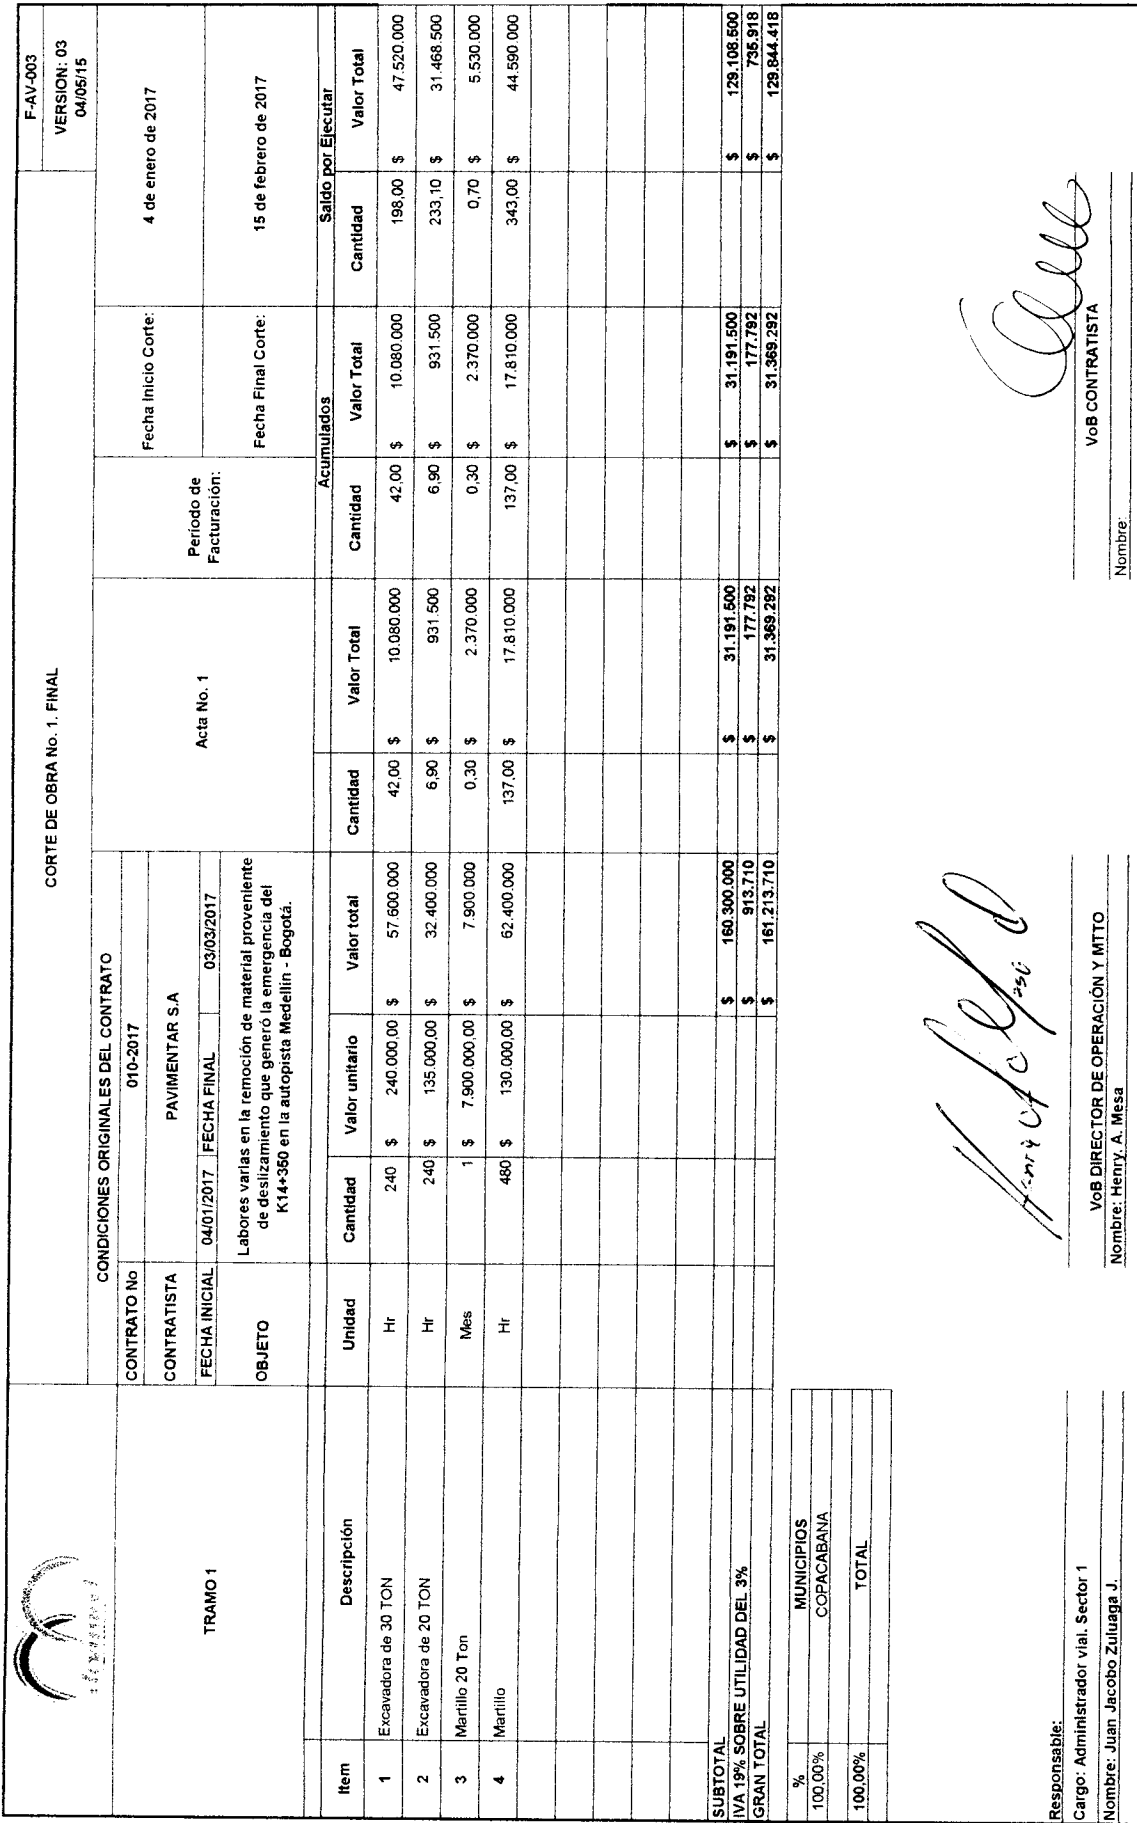 F-AV-003
CORTE DE OBRA No. 1. FINAL
VERSION: 03
04/05/15
TRAMO 1
CONDICIONES ORIGINALES DEL CONTRATO
CONTRATO No 010-2017
CONTRATISTA PAVIMENTAR S.A
FECHA INICIAL 04/01/2017 FECHA FINAL 03/03/2017
OBJETO
Labores varias en la remoción de material proveniente
de deslizamiento que generó la emergencia del
K14+350 en la autopista Medellín - Bogotá.
Acta No. 1
Período de
Facturación:
Fecha Inicio Corte: 4 de enero de 2017
Fecha Final Corte: 15 de febrero de 2017
Acumulados Saldo por Ejecutar
Item Descripción Unidad Cantidad Valor unitario Valor total Cantidad Valor Total Cantidad Valor Total Cantidad Valor Total
1 Excavadora de 30 TON Hr 240 $ 240.000,00 $ 57.600.000 42,00 $ 10.080.000 42,00 $ 10.080.000 198,00 $ 47.520.000
2 Excavadora de 20 TON Hr 240 $ 135.000,00 $ 32.400.000 6,90 $ 931.500 6,90 $ 931.500 233,10 $ 31.468.500
3 Martillo 20 Ton Mes 1 $ 7.900.000,00 $ 7.900.000 0,30 $ 2.370.000 0,30 $ 2.370.000 0,70 $ 5.530.000
4 Martillo Hr 480 $ 130.000,00 $ 62.400.000 137,00 $ 17.810.000 137,00 $ 17.810.000 343,00 $ 44.590.000
SUBTOTAL $ 160.300.000 $ 31.191.500 $ 31.191.500 $ 129.108.500
IVA 19% SOBRE UTILIDAD DEL 3% 913.710 $ 177.792 $ 177.792 $ 735.918
GRAN TOTAL $ 161.213.710 $ 31.369.292 $ 31.369.292 $ 129.844.418
% MUNICIPIOS
100,00% COPACABANA
100,00% TOTAL
Responsable:
Cargo: Administrador vial. Sector 1
Nombre: Juan Jacobo Zuluaga J.
VoB DIRECTOR DE OPERACIÓN Y MTTO
Nombre: Henry. A. Mesa
VoB CONTRATISTA
Nombre: